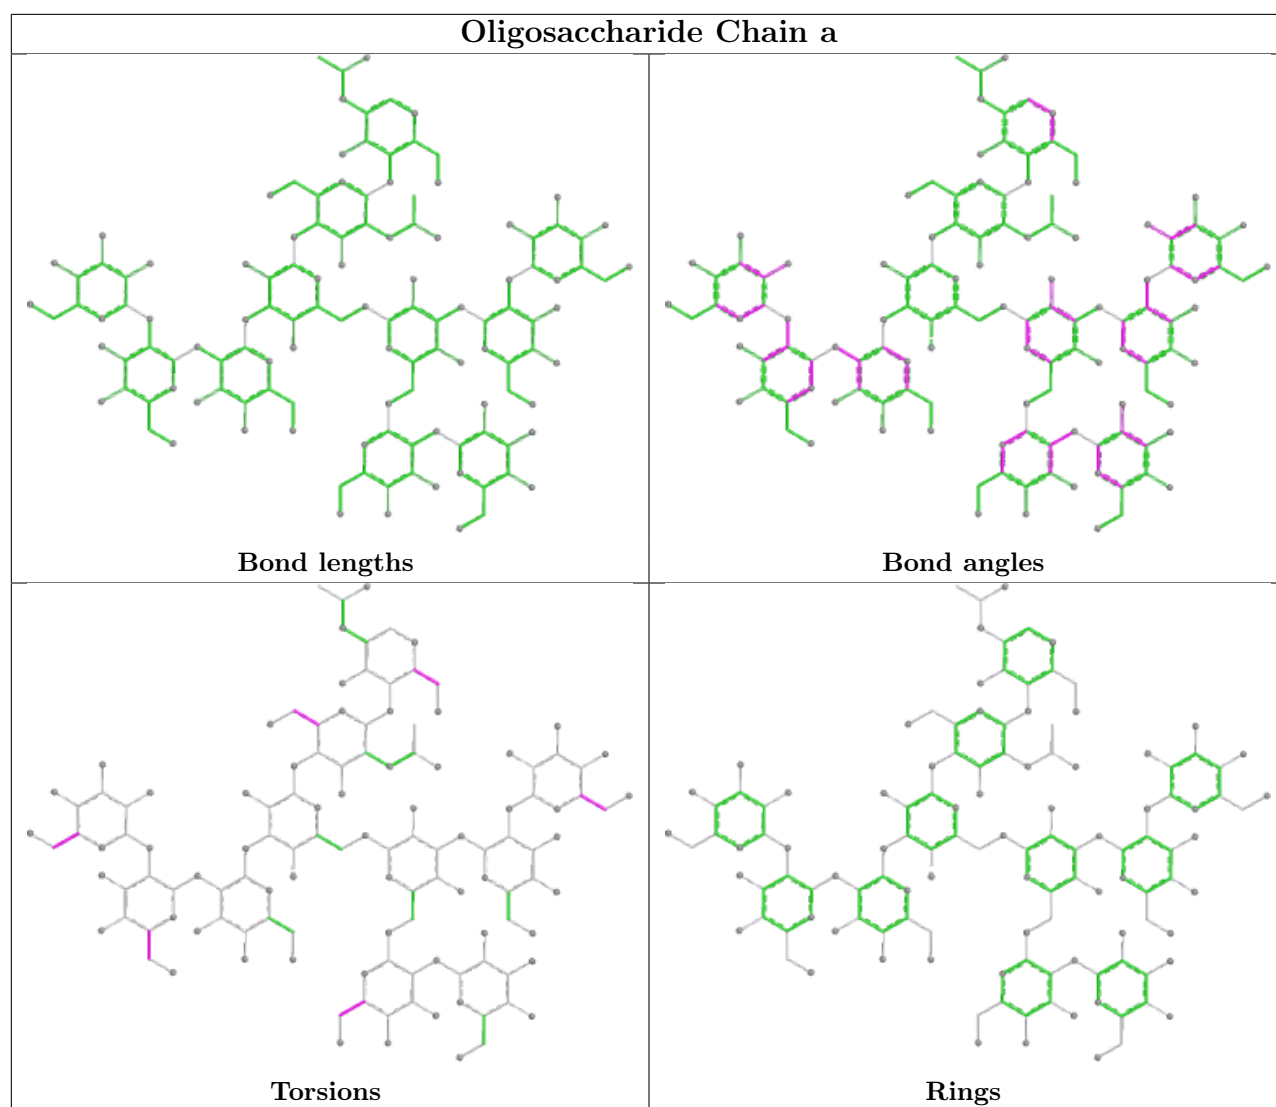 Oligosaccharide Chain a
Bond lengths
Bond angles
Torsions
Rings